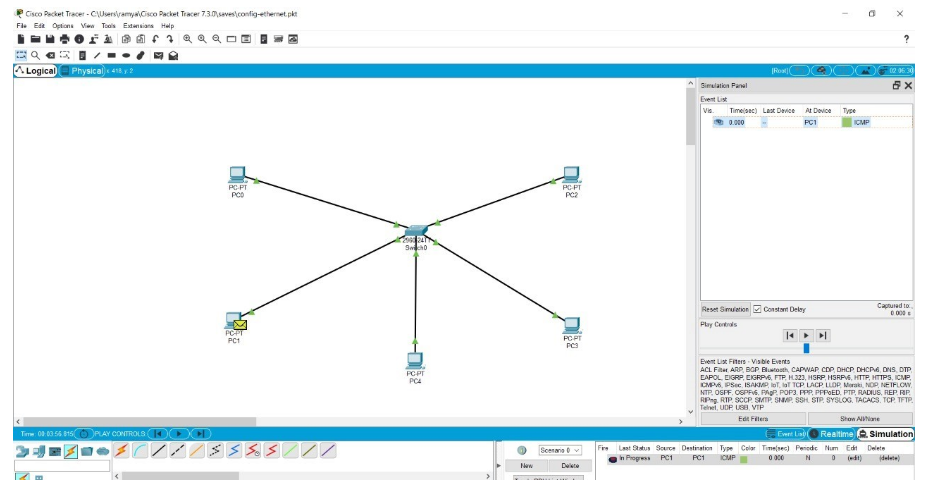 Cisco Packet Tracer - C:\Users\ramya\Cisco Packet Tracer 7.3.0\saves\config-ethernet.pkt
File Edit Options View Tools Extensions Help
?
Logical Physical x: 418, y: 2 [Root] 02:06:30
Simulation Panel
Event List
Vis. Time(sec) Last Device At Device Type
0.000 -- PC1 ICMP
PC-PT
PC0
PC-PT
PC2
2960-24TT
Switch0
PC-PT
PC1
PC-PT
PC3
PC-PT
PC4
Reset Simulation Constant Delay Captured to:
0.000 s
Play Controls
Event List Filters - Visible Events
ACL Filter, ARP, BGP, Bluetooth, CAPWAP, CDP, DHCP, DHCPv6, DNS, DTP,
EAPOL, EIGRP, EIGRPv6, FTP, H.323, HSRP, HSRPv6, HTTP, HTTPS, ICMP,
ICMPv6, IPSec, ISAKMP, IoT, IoT TCP, LACP, LLDP, Meraki, NDP, NETFLOW,
NTP, OSPF, OSPFv6, PAgP, POP3, PPP, PPPoED, PTP, RADIUS, REP, RIP,
RIPng, RTP, SCCP, SMTP, SNMP, SSH, STP, SYSLOG, TACACS, TCP, TFTP,
Telnet, UDP, USB, VTP
Edit Filters Show All/None
Time: 00:03:56.815 PLAY CONTROLS: Event List Realtime Simulation
Scenario 0
New Delete
Fire Last Status Source Destination Type Color Time(sec) Periodic Num Edit Delete
In Progress PC1 PC1 ICMP 0.000 N 0 (edit) (delete)